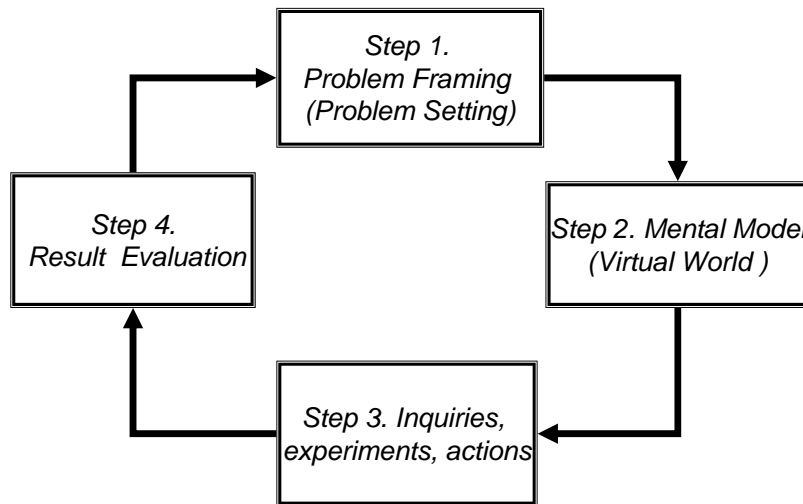 Step 1.
Problem Framing
(Problem Setting)
Step 2. Mental Model
(Virtual World )
Step 3. Inquiries,
experiments, actions
Step 4.
Result Evaluation